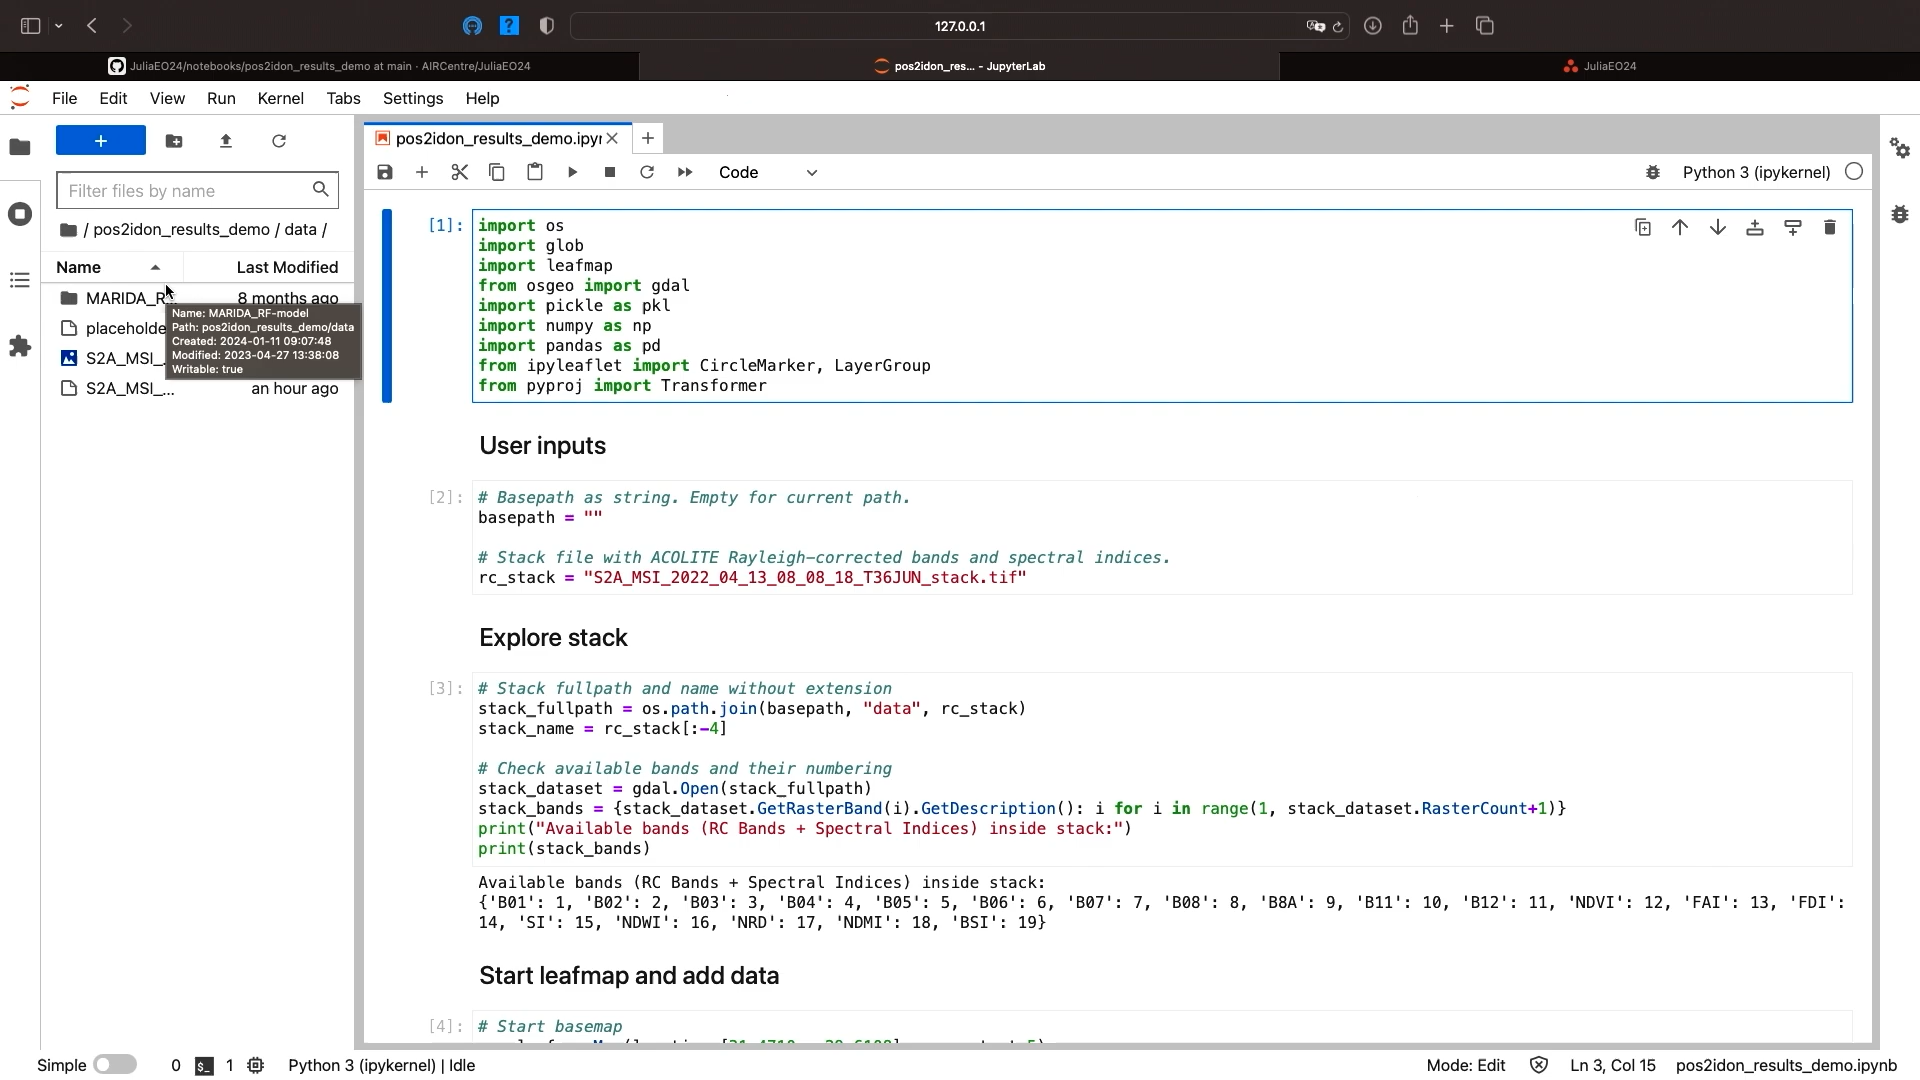 127.0.0.1
JuliaEO24/notebooks/pos2idon_results_demo at main · AIRCentre/JuliaEO24
pos2idon_res... - JupyterLab
JuliaEO24
File Edit View Run Kernel Tabs Settings Help
+
pos2idon_results_demo.ipyn
Code
Python 3 (ipykernel)
Filter files by name
/ pos2idon_results_demo / data /
Name Last Modified
MARIDA_R... 8 months ago
placeholde
S2A_MSI_
S2A_MSI_... an hour ago
Name: MARIDA_RF-model
Path: pos2idon_results_demo/data
Created: 2024-01-11 09:07:48
Modified: 2023-04-27 13:38:08
Writable: true
[1]: import os
import glob
import leafmap
from osgeo import gdal
import pickle as pkl
import numpy as np
import pandas as pd
from ipyleaflet import CircleMarker, LayerGroup
from pyproj import Transformer
User inputs
[2]: # Basepath as string. Empty for current path.
basepath = ""
# Stack file with ACOLITE Rayleigh-corrected bands and spectral indices.
rc_stack = "S2A_MSI_2022_04_13_08_08_18_T36JUN_stack.tif"
Explore stack
[3]: # Stack fullpath and name without extension
stack_fullpath = os.path.join(basepath, "data", rc_stack)
stack_name = rc_stack[:-4]
# Check available bands and their numbering
stack_dataset = gdal.Open(stack_fullpath)
stack_bands = {stack_dataset.GetRasterBand(i).GetDescription(): i for i in range(1, stack_dataset.RasterCount+1)}
print("Available bands (RC Bands + Spectral Indices) inside stack:")
print(stack_bands)
Available bands (RC Bands + Spectral Indices) inside stack:
{'B01': 1, 'B02': 2, 'B03': 3, 'B04': 4, 'B05': 5, 'B06': 6, 'B07': 7, 'B08': 8, 'B8A': 9, 'B11': 10, 'B12': 11, 'NDVI': 12, 'FAI': 13, 'FDI':
14, 'SI': 15, 'NDWI': 16, 'NRD': 17, 'NDMI': 18, 'BSI': 19}
Start leafmap and add data
[4]: # Start basemap
Simple 0 1 Python 3 (ipykernel) | Idle
Mode: Edit Ln 3, Col 15 pos2idon_results_demo.ipynb